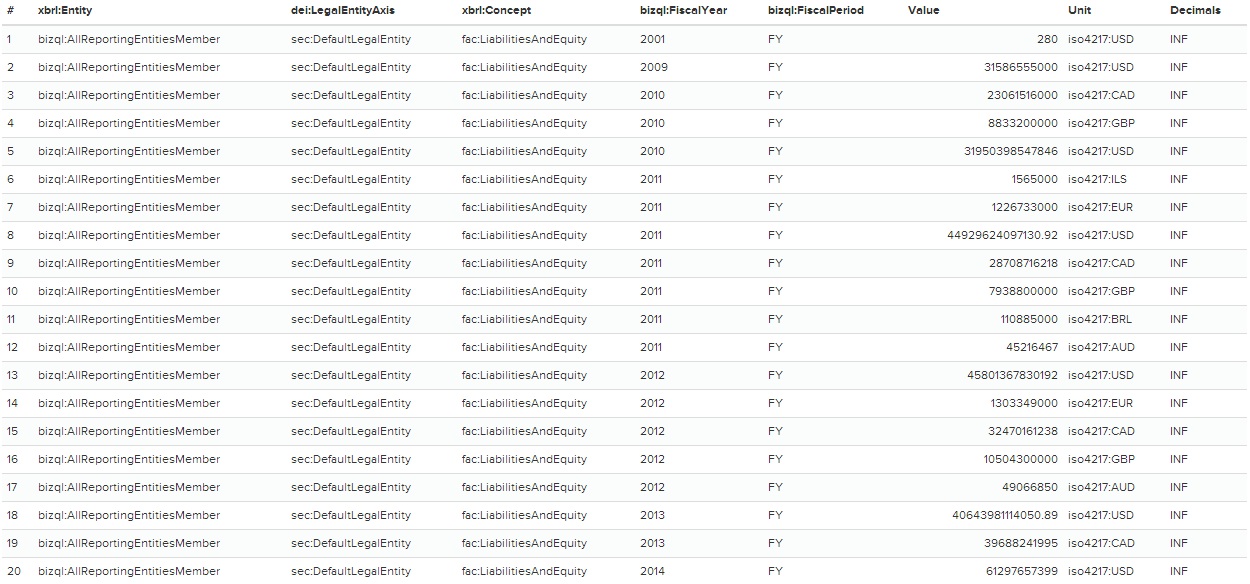 # xbrl:Entity dei:LegalEntityAxis xbrl:Concept bizql:FiscalYear bizql:FiscalPeriod Value Unit Decimals
1 bizql:AllReportingEntitiesMember sec:DefaultLegalEntity fac:LiabilitiesAndEquity 2001 FY 280 iso4217:USD INF
2 bizql:AllReportingEntitiesMember sec:DefaultLegalEntity fac:LiabilitiesAndEquity 2009 FY 31586555000 iso4217:USD INF
3 bizql:AllReportingEntitiesMember sec:DefaultLegalEntity fac:LiabilitiesAndEquity 2010 FY 23061516000 iso4217:CAD INF
4 bizql:AllReportingEntitiesMember sec:DefaultLegalEntity fac:LiabilitiesAndEquity 2010 FY 8833200000 iso4217:GBP INF
5 bizql:AllReportingEntitiesMember sec:DefaultLegalEntity fac:LiabilitiesAndEquity 2010 FY 31950398547846 iso4217:USD INF
6 bizql:AllReportingEntitiesMember sec:DefaultLegalEntity fac:LiabilitiesAndEquity 2011 FY 1565000 iso4217:ILS INF
7 bizql:AllReportingEntitiesMember sec:DefaultLegalEntity fac:LiabilitiesAndEquity 2011 FY 1226733000 iso4217:EUR INF
8 bizql:AllReportingEntitiesMember sec:DefaultLegalEntity fac:LiabilitiesAndEquity 2011 FY 44929624097130.92 iso4217:USD INF
9 bizql:AllReportingEntitiesMember sec:DefaultLegalEntity fac:LiabilitiesAndEquity 2011 FY 28708716218 iso4217:CAD INF
10 bizql:AllReportingEntitiesMember sec:DefaultLegalEntity fac:LiabilitiesAndEquity 2011 FY 7938800000 iso4217:GBP INF
11 bizql:AllReportingEntitiesMember sec:DefaultLegalEntity fac:LiabilitiesAndEquity 2011 FY 110885000 iso4217:BRL INF
12 bizql:AllReportingEntitiesMember sec:DefaultLegalEntity fac:LiabilitiesAndEquity 2011 FY 45216467 iso4217:AUD INF
13 bizql:AllReportingEntitiesMember sec:DefaultLegalEntity fac:LiabilitiesAndEquity 2012 FY 45801367830192 iso4217:USD INF
14 bizql:AllReportingEntitiesMember sec:DefaultLegalEntity fac:LiabilitiesAndEquity 2012 FY 1303349000 iso4217:EUR INF
15 bizql:AllReportingEntitiesMember sec:DefaultLegalEntity fac:LiabilitiesAndEquity 2012 FY 32470161238 iso4217:CAD INF
16 bizql:AllReportingEntitiesMember sec:DefaultLegalEntity fac:LiabilitiesAndEquity 2012 FY 10504300000 iso4217:GBP INF
17 bizql:AllReportingEntitiesMember sec:DefaultLegalEntity fac:LiabilitiesAndEquity 2012 FY 49066850 iso4217:AUD INF
18 bizql:AllReportingEntitiesMember sec:DefaultLegalEntity fac:LiabilitiesAndEquity 2013 FY 40643981114050.89 iso4217:USD INF
19 bizql:AllReportingEntitiesMember sec:DefaultLegalEntity fac:LiabilitiesAndEquity 2013 FY 39688241995 iso4217:CAD INF
20 bizql:AllReportingEntitiesMember sec:DefaultLegalEntity fac:LiabilitiesAndEquity 2014 FY 61297657399 iso4217:USD INF